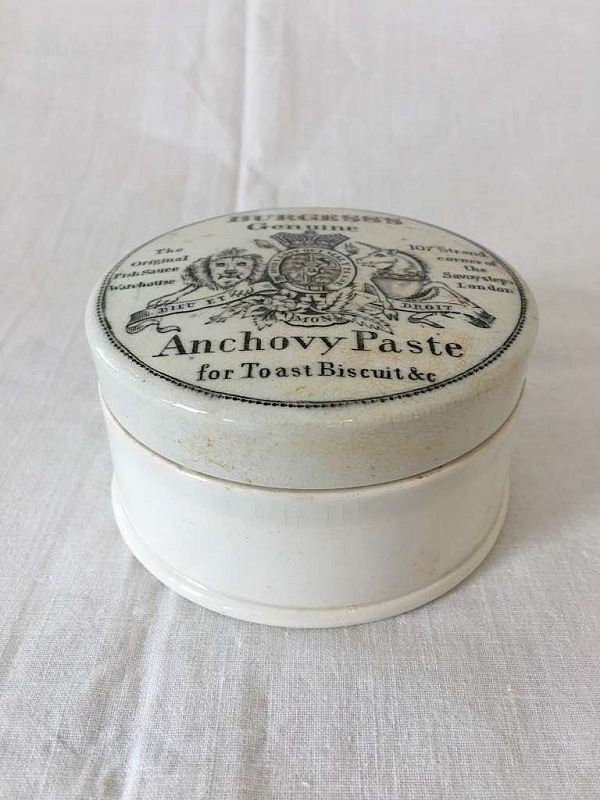 BURGESS'S
Genuine
The
Original
Fish Sauce
Warehouse
107 Strand
corner of
the
Savoy steps
London
DIEU ET
MON
DROIT
Anchovy Paste
for Toast Biscuit &c